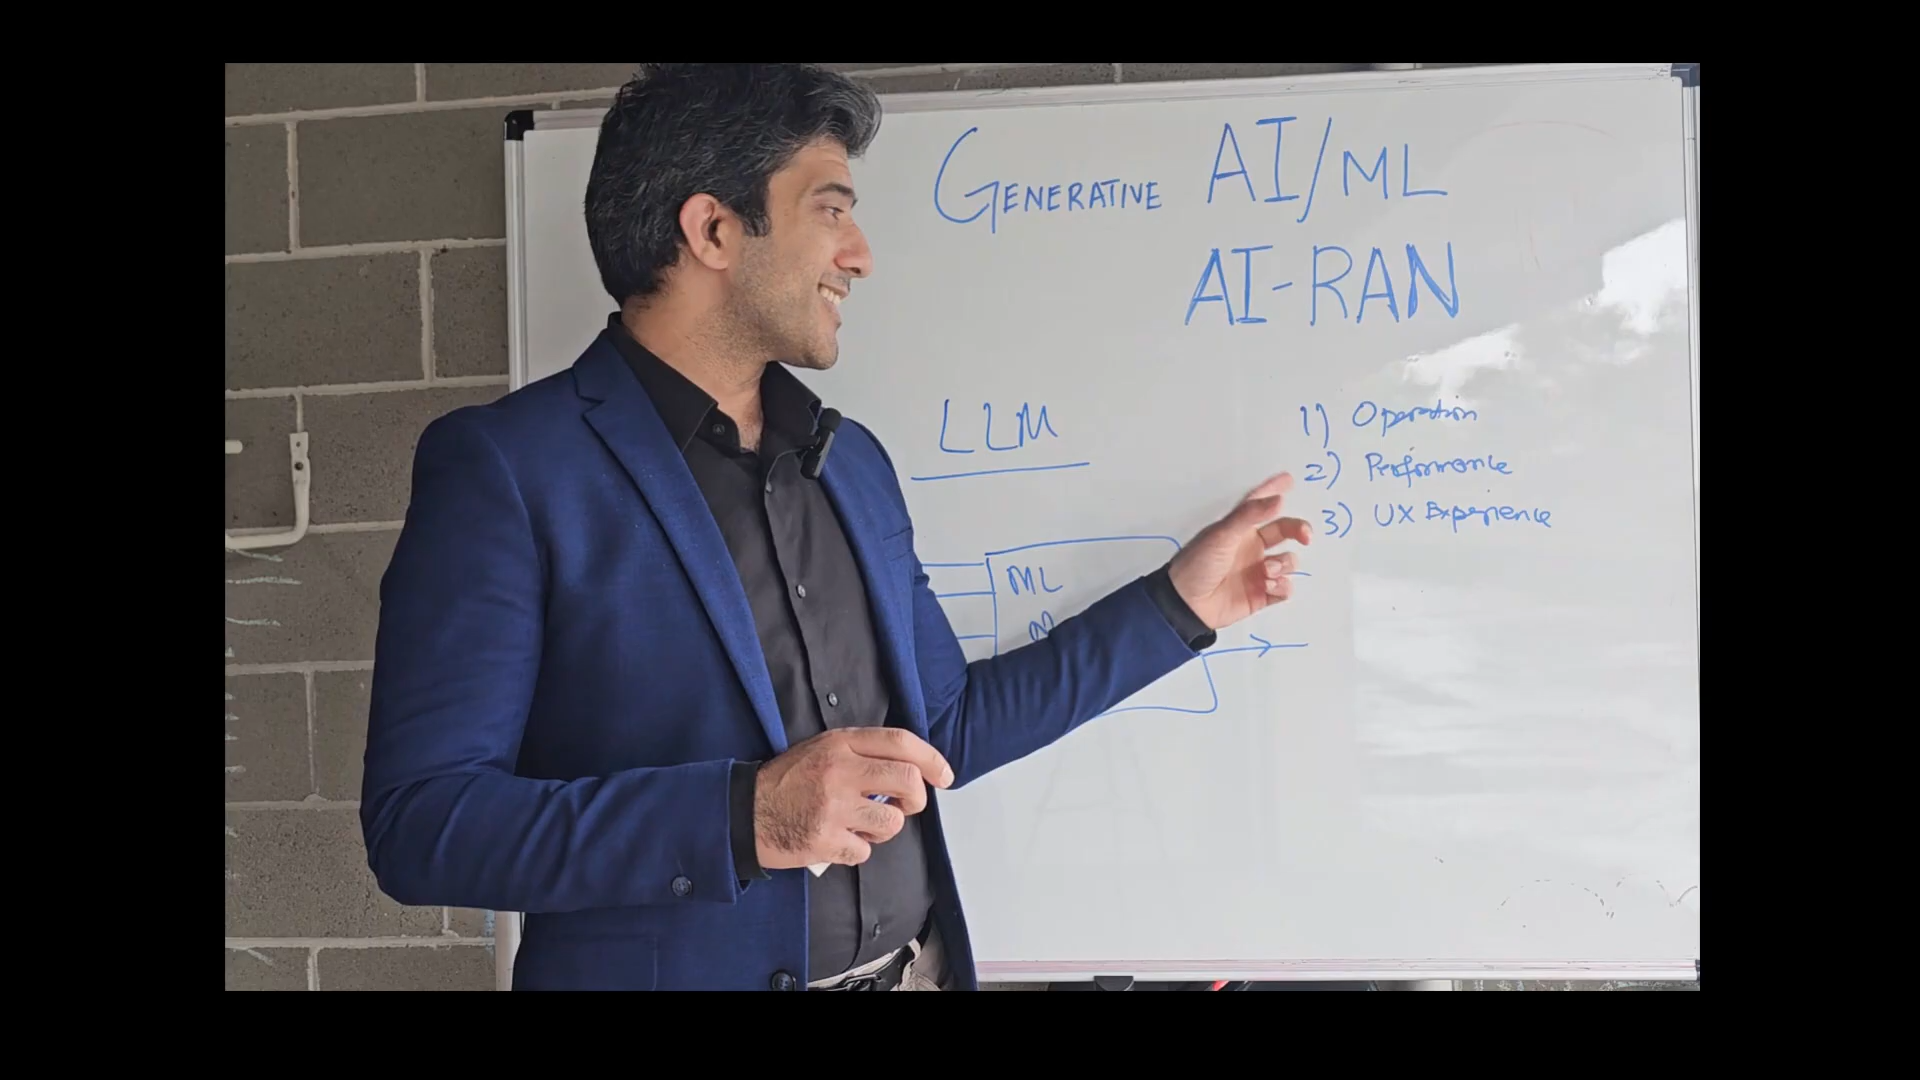 GENERATIVE AI/ML
AI-RAN
LLM
1) Operation
2) Performance
3) UX Experience
ML